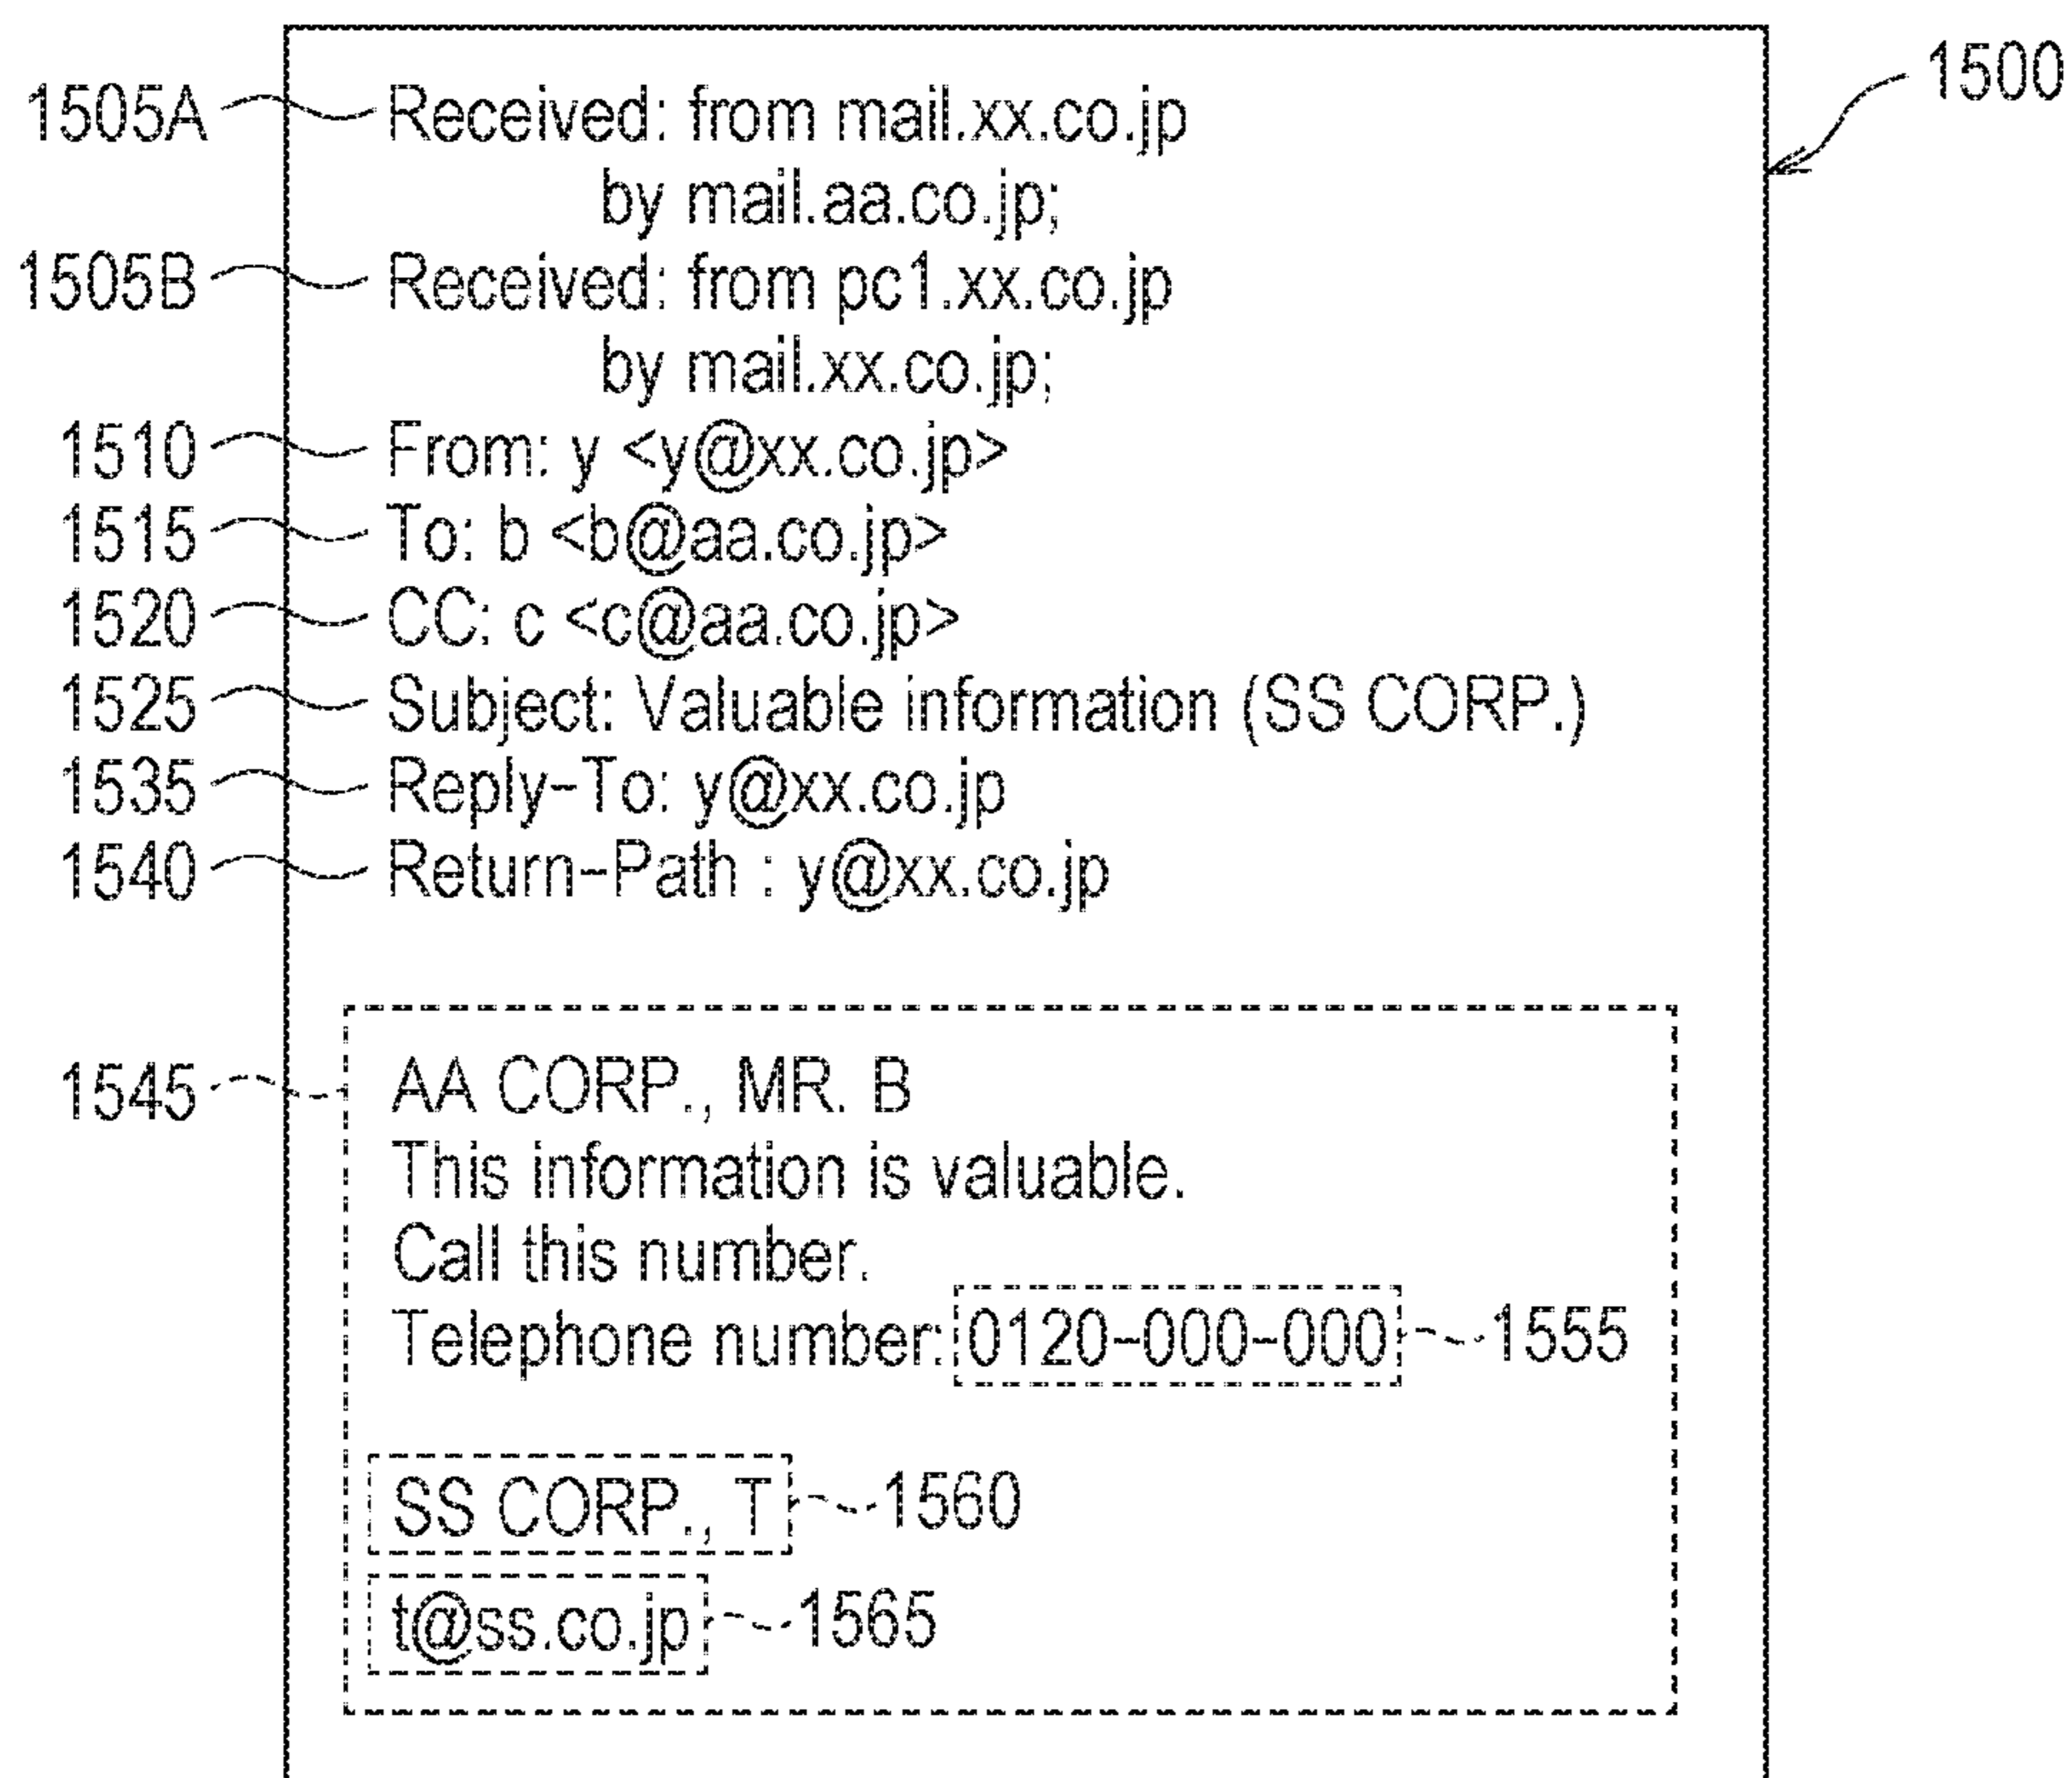 1500
1505A Received: from mail.xx.co.jp
by mail.aa.co.jp;
1505B Received: from pc1.xx.co.jp
by mail.xx.co.jp;
1510 From: y <y@xx.co.jp>
1515 To: b <b@aa.co.jp>
1520 CC: c <c@aa.co.jp>
1525 Subject: Valuable information (SS CORP.)
1535 Reply-To: y@xx.co.jp
1540 Return-Path : y@xx.co.jp
1545 AA CORP., MR. B
This information is valuable.
Call this number.
Telephone number: 0120-000-000 1555
SS CORP., T 1560
t@ss.co.jp 1565